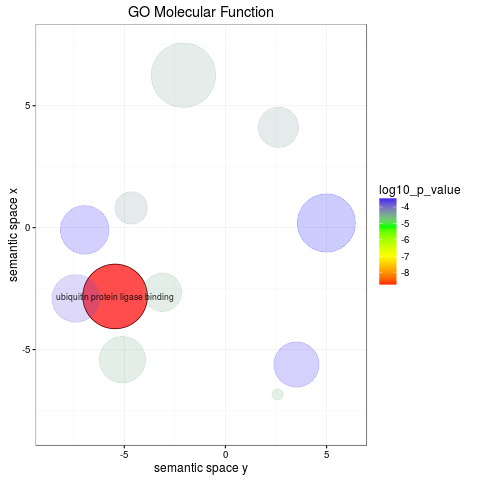 GO Molecular Function
semantic space x
5
0
-5
ubiquitin protein ligase binding
-5
0
5
semantic space y
log10_p_value
-4
-5
-6
-7
-8